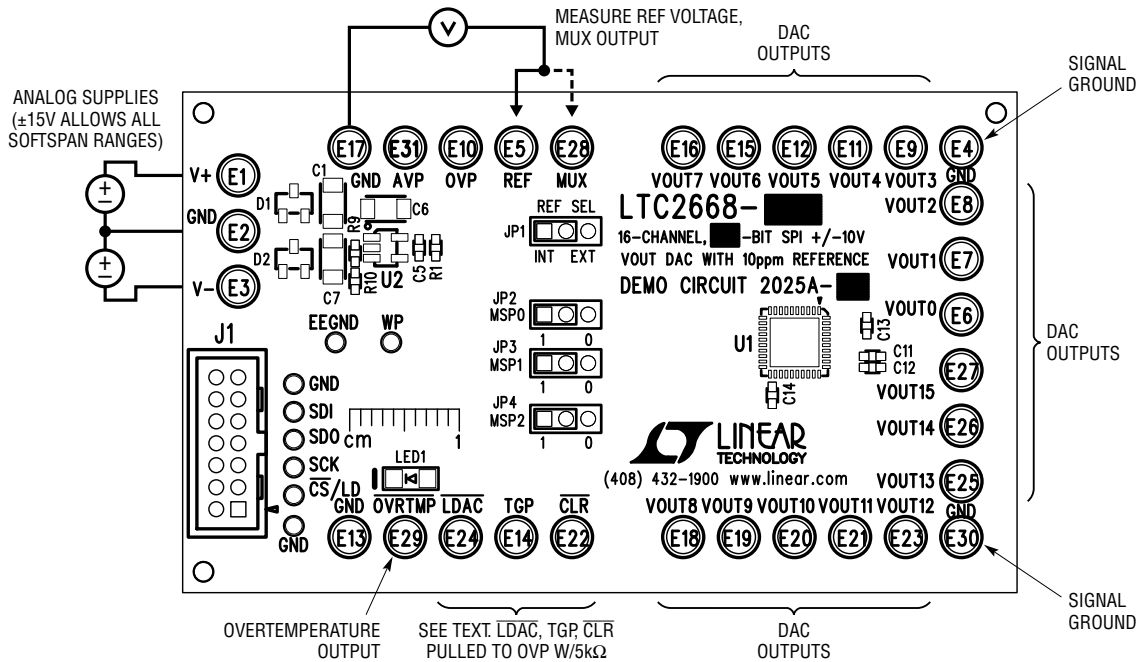 MEASURE REF VOLTAGE,
MUX OUTPUT
DAC
OUTPUTS
SIGNAL
GROUND
ANALOG SUPPLIES
(±15V ALLOWS ALL
SOFTSPAN RANGES)
V
E17
E31
E10
E5
E28
E16
E15
E12
E11
E9
E4
GND
AVP
OVP
REF
MUX
VOUT7
VOUT6
VOUT5
VOUT4
VOUT3
GND
V+
E1
GND
E2
V-
E3
+
−
+
−
D1
C1
C6
R9
D2
C7
R10
U2
C5
R1
REF SEL
JP1
INT EXT
LTC2668-
16-CHANNEL, -BIT SPI +/-10V
VOUT DAC WITH 10ppm REFERENCE
DEMO CIRCUIT 2025A-
VOUT2
E8
VOUT1
E7
VOUT0
E6
E27
VOUT15
VOUT14
E26
VOUT13
E25
GND
DAC
OUTPUTS
EEGND
WP
JP2
MSP0
1 0
JP3
MSP1
1 0
JP4
MSP2
1 0
U1
C13
C11
C12
C14
J1
GND
SDI
SDO
SCK
C̅S̅/LD
GND
cm 1
LED1
LINEAR
TECHNOLOGY
(408) 432-1900 www.linear.com
GND
O̅V̅R̅T̅M̅P̅
L̅D̅A̅C̅
TGP
C̅L̅R̅
VOUT8
VOUT9
VOUT10
VOUT11
VOUT12
E13
E29
E24
E14
E22
E18
E19
E20
E21
E23
E30
OVERTEMPERATURE
OUTPUT
SEE TEXT. L̅D̅A̅C̅, TGP, C̅L̅R̅
PULLED TO OVP W/5kΩ
DAC
OUTPUTS
SIGNAL
GROUND